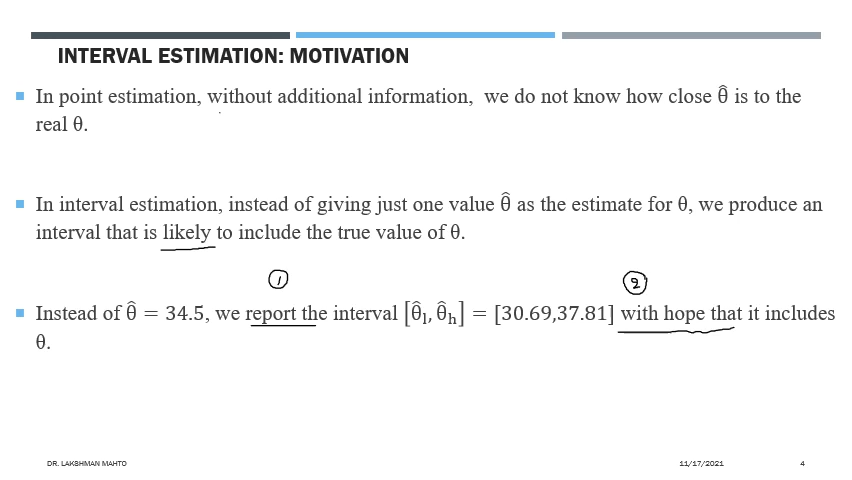 INTERVAL ESTIMATION: MOTIVATION
In point estimation, without additional information, we do not know how close θ̂ is to the
real θ.
In interval estimation, instead of giving just one value θ̂ as the estimate for θ, we produce an
interval that is likely to include the true value of θ.
① ②
Instead of θ̂ = 34.5, we report the interval [θ̂ₗ, θ̂ₕ] = [30.69,37.81] with hope that it includes
θ.
DR. LAKSHMAN MAHTO 11/17/2021 4